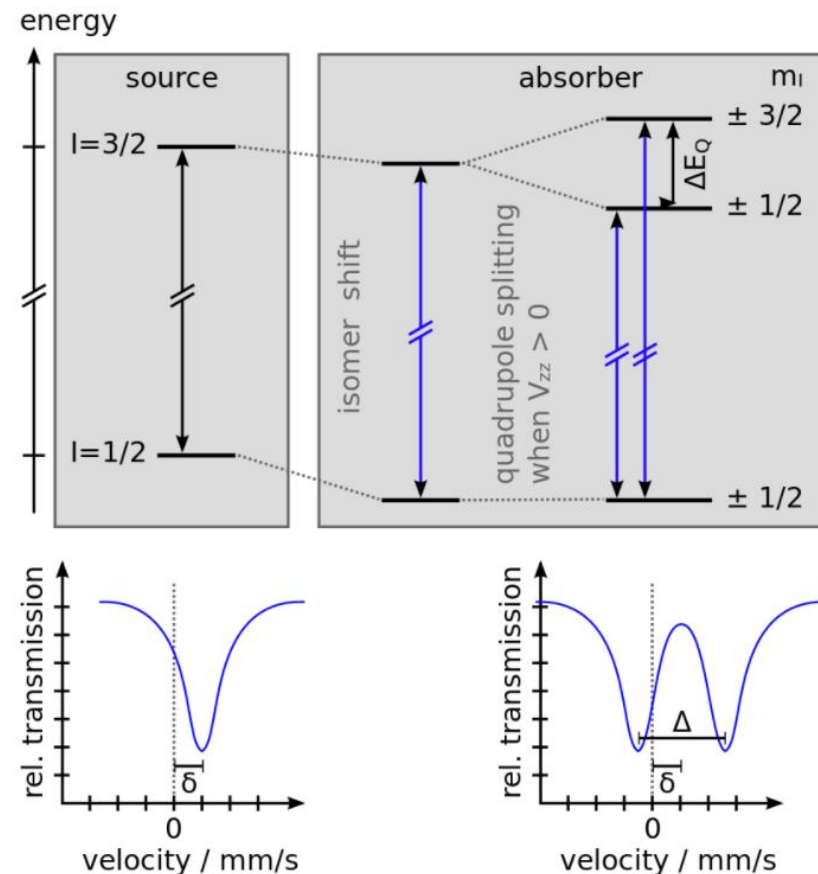 energy
source
absorber
mI
I=3/2
I=1/2
isomer shift
quadrupole splitting
when Vzz > 0
± 3/2
ΔEQ
± 1/2
± 1/2
rel. transmission
δ
0
velocity / mm/s
rel. transmission
Δ
δ
0
velocity / mm/s